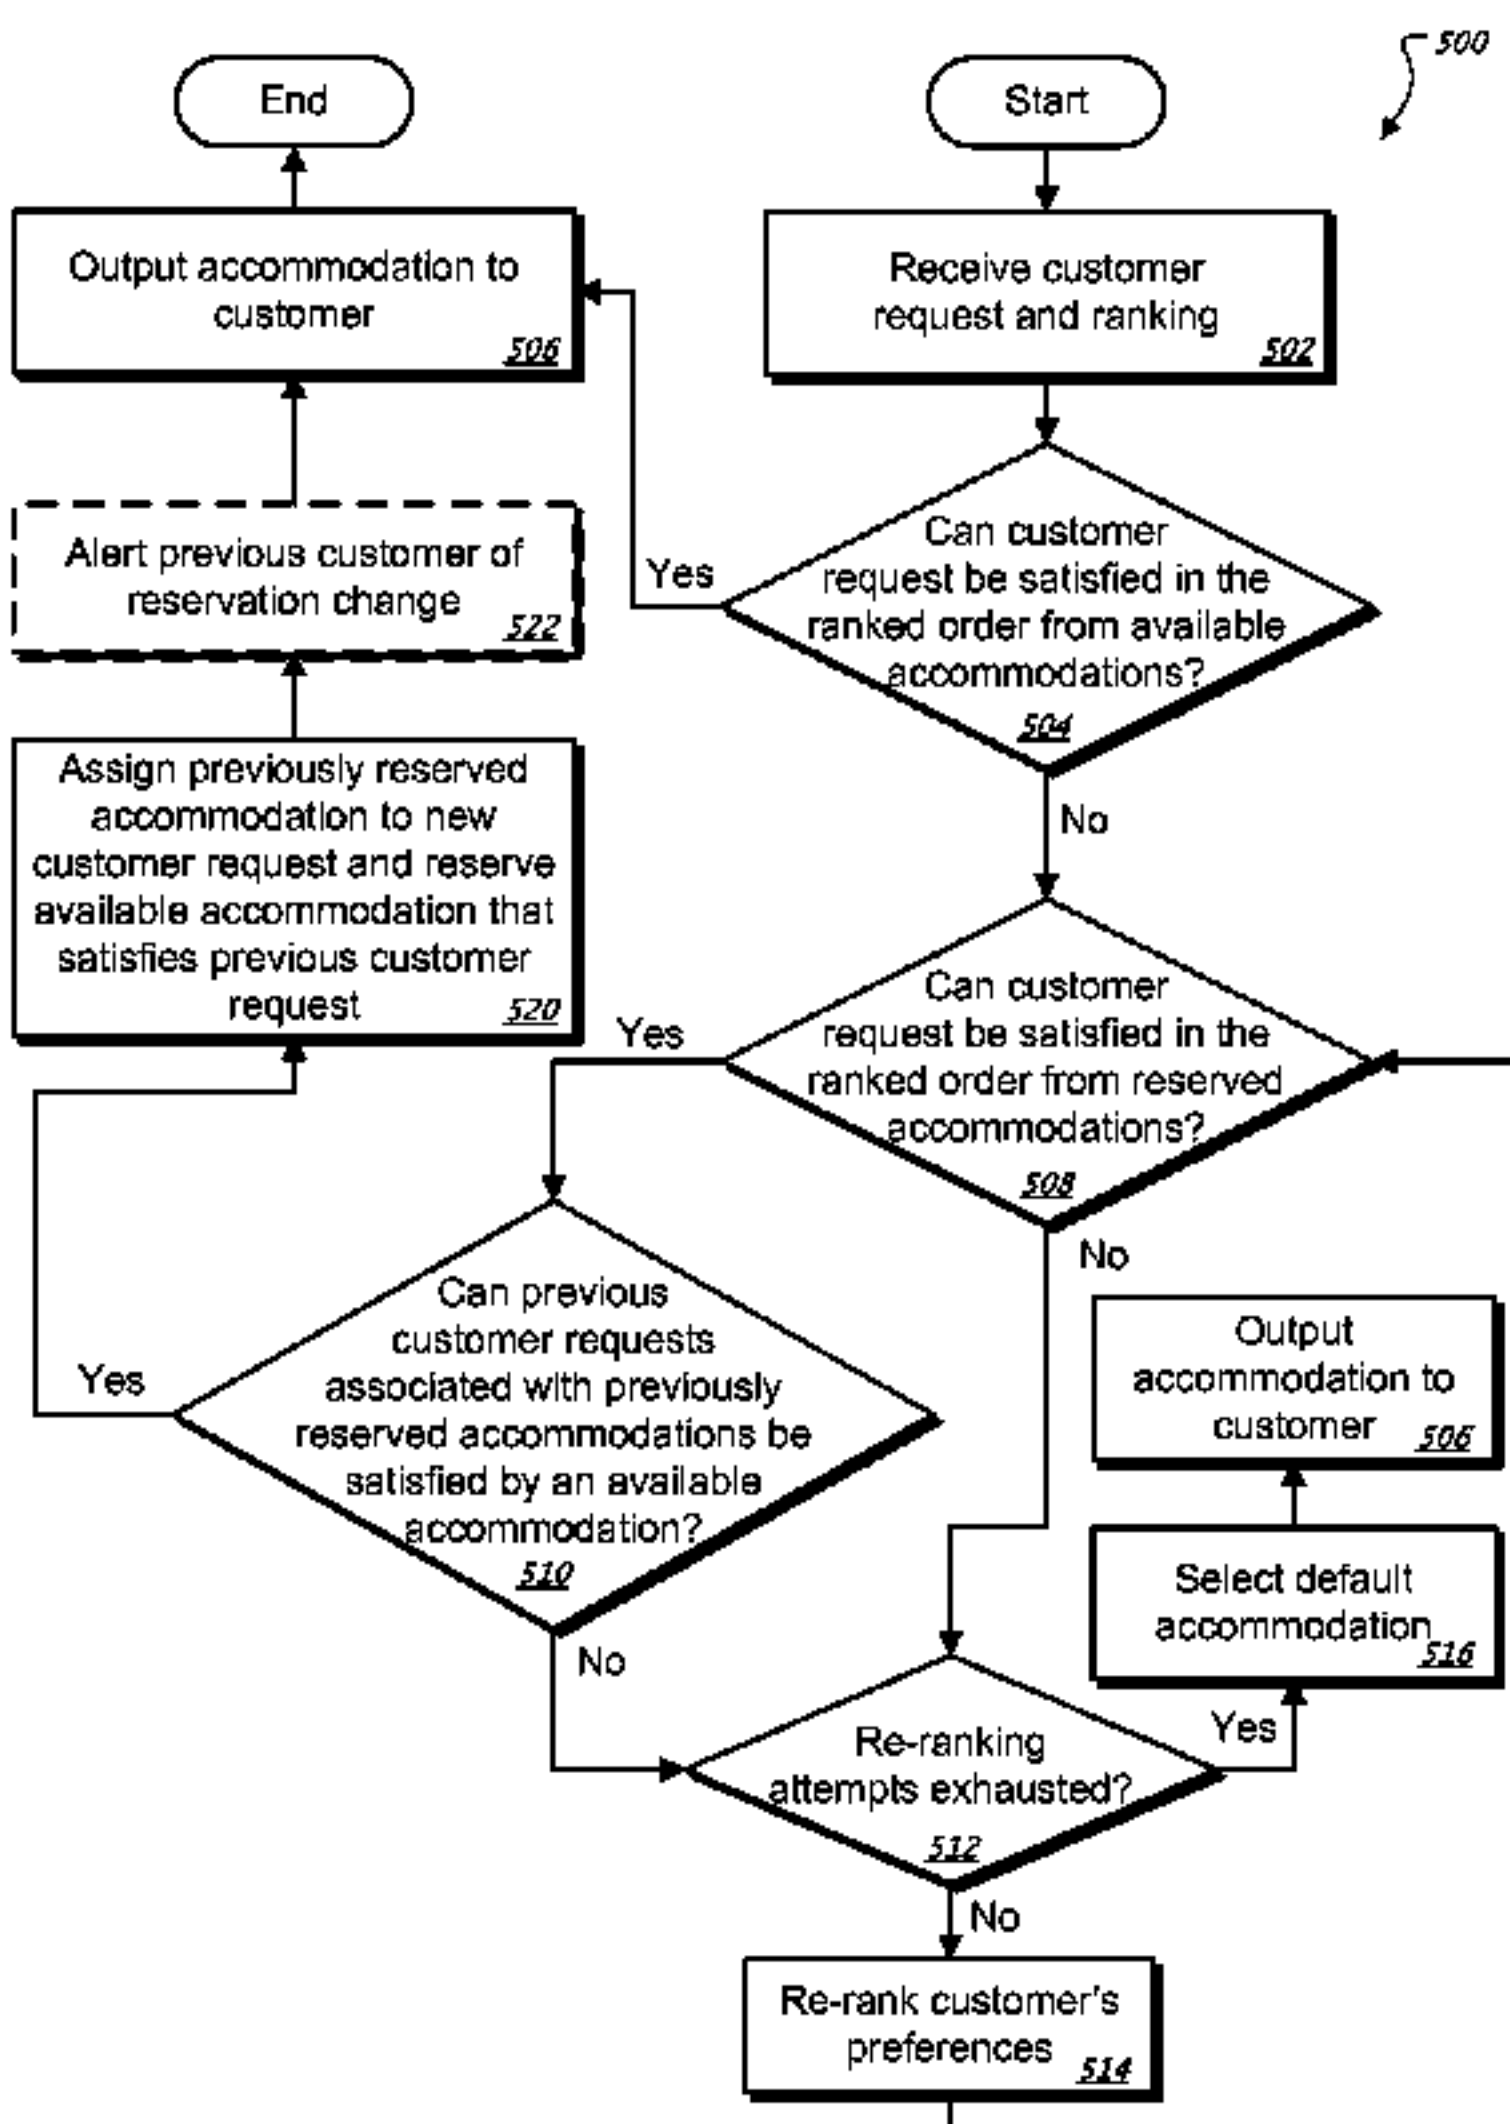 500
End
Start
Output accommodation to
customer
506
Receive customer
request and ranking
502
Alert previous customer of
reservation change
522
Yes
Can customer
request be satisfied in the
ranked order from available
accommodations?
504
No
Assign previously reserved
accommodation to new
customer request and reserve
available accommodation that
satisfies previous customer
request
520
Yes
Can customer
request be satisfied in the
ranked order from reserved
accommodations?
508
No
Yes
Can previous
customer requests
associated with previously
reserved accommodations be
satisfied by an available
accommodation?
510
No
Output
accommodation to
customer
506
Select default
accommodation
516
Yes
Re-ranking
attempts exhausted?
512
No
Re-rank customer's
preferences
514